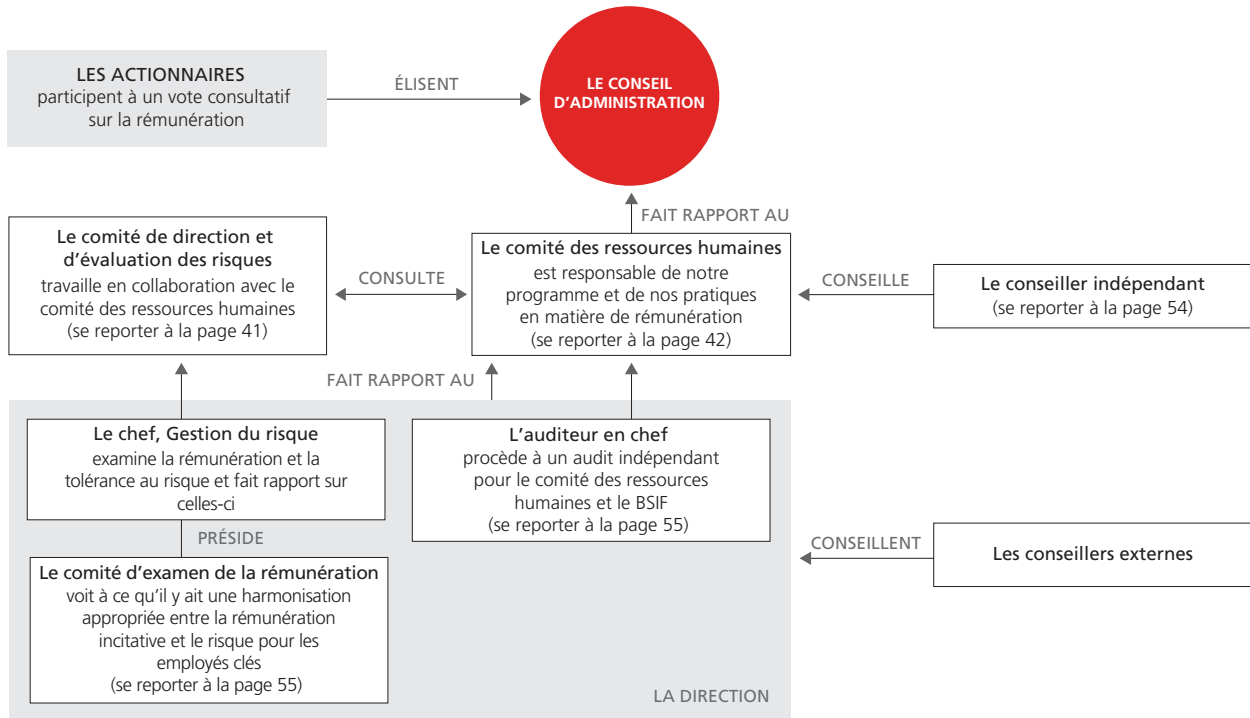 LES ACTIONNAIRES
participent à un vote consultatif
sur la rémunération
ÉLISENT
LE CONSEIL
D'ADMINISTRATION
FAIT RAPPORT AU
Le comité de direction et
d'évaluation des risques
travaille en collaboration avec le
comité des ressources humaines
(se reporter à la page 41)
CONSULTE
Le comité des ressources humaines
est responsable de notre
programme et de nos pratiques
en matière de rémunération
(se reporter à la page 42)
CONSEILLE
Le conseiller indépendant
(se reporter à la page 54)
FAIT RAPPORT AU
Le chef, Gestion du risque
examine la rémunération et la
tolérance au risque et fait rapport sur
celles-ci
L'auditeur en chef
procède à un audit indépendant
pour le comité des ressources
humaines et le BSIF
(se reporter à la page 55)
PRÉSIDE
Le comité d'examen de la rémunération
voit à ce qu'il y ait une harmonisation
appropriée entre la rémunération
incitative et le risque pour les
employés clés
(se reporter à la page 55)
CONSEILLENT
Les conseillers externes
LA DIRECTION